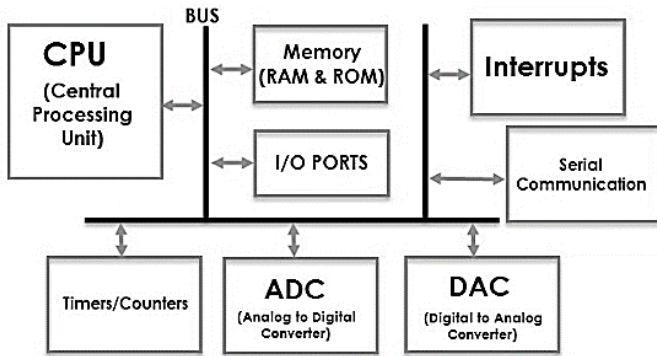 BUS
CPU
(Central
Processing
Unit)
Memory
(RAM & ROM)
Interrupts
I/O PORTS
Serial
Communication
Timers/Counters
ADC
(Analog to Digital
Converter)
DAC
(Digital to Analog
Converter)